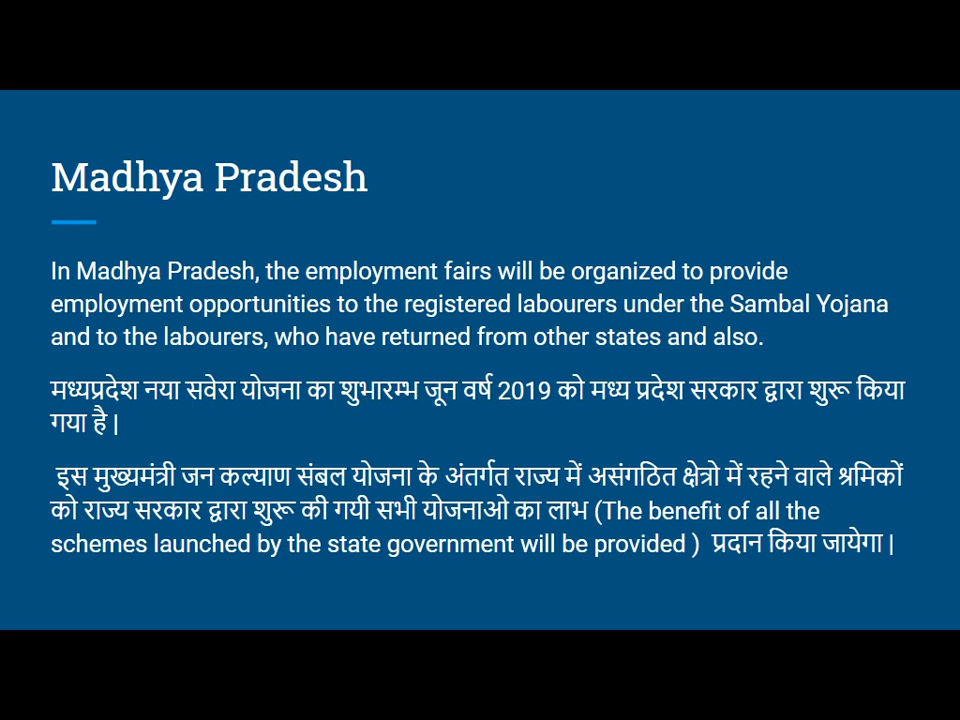 Madhya Pradesh
In Madhya Pradesh, the employment fairs will be organized to provide
employment opportunities to the registered labourers under the Sambal Yojana
and to the labourers, who have returned from other states and also.
मध्यप्रदेश नया सवेरा योजना का शुभारम्भ जून वर्ष 2019 को मध्य प्रदेश सरकार द्वारा शुरू किया
गया है |
इस मुख्यमंत्री जन कल्याण संबल योजना के अंतर्गत राज्य में असंगठित क्षेत्रो में रहने वाले श्रमिकों
को राज्य सरकार द्वारा शुरू की गयी सभी योजनाओ का लाभ (The benefit of all the
schemes launched by the state government will be provided ) प्रदान किया जायेगा |